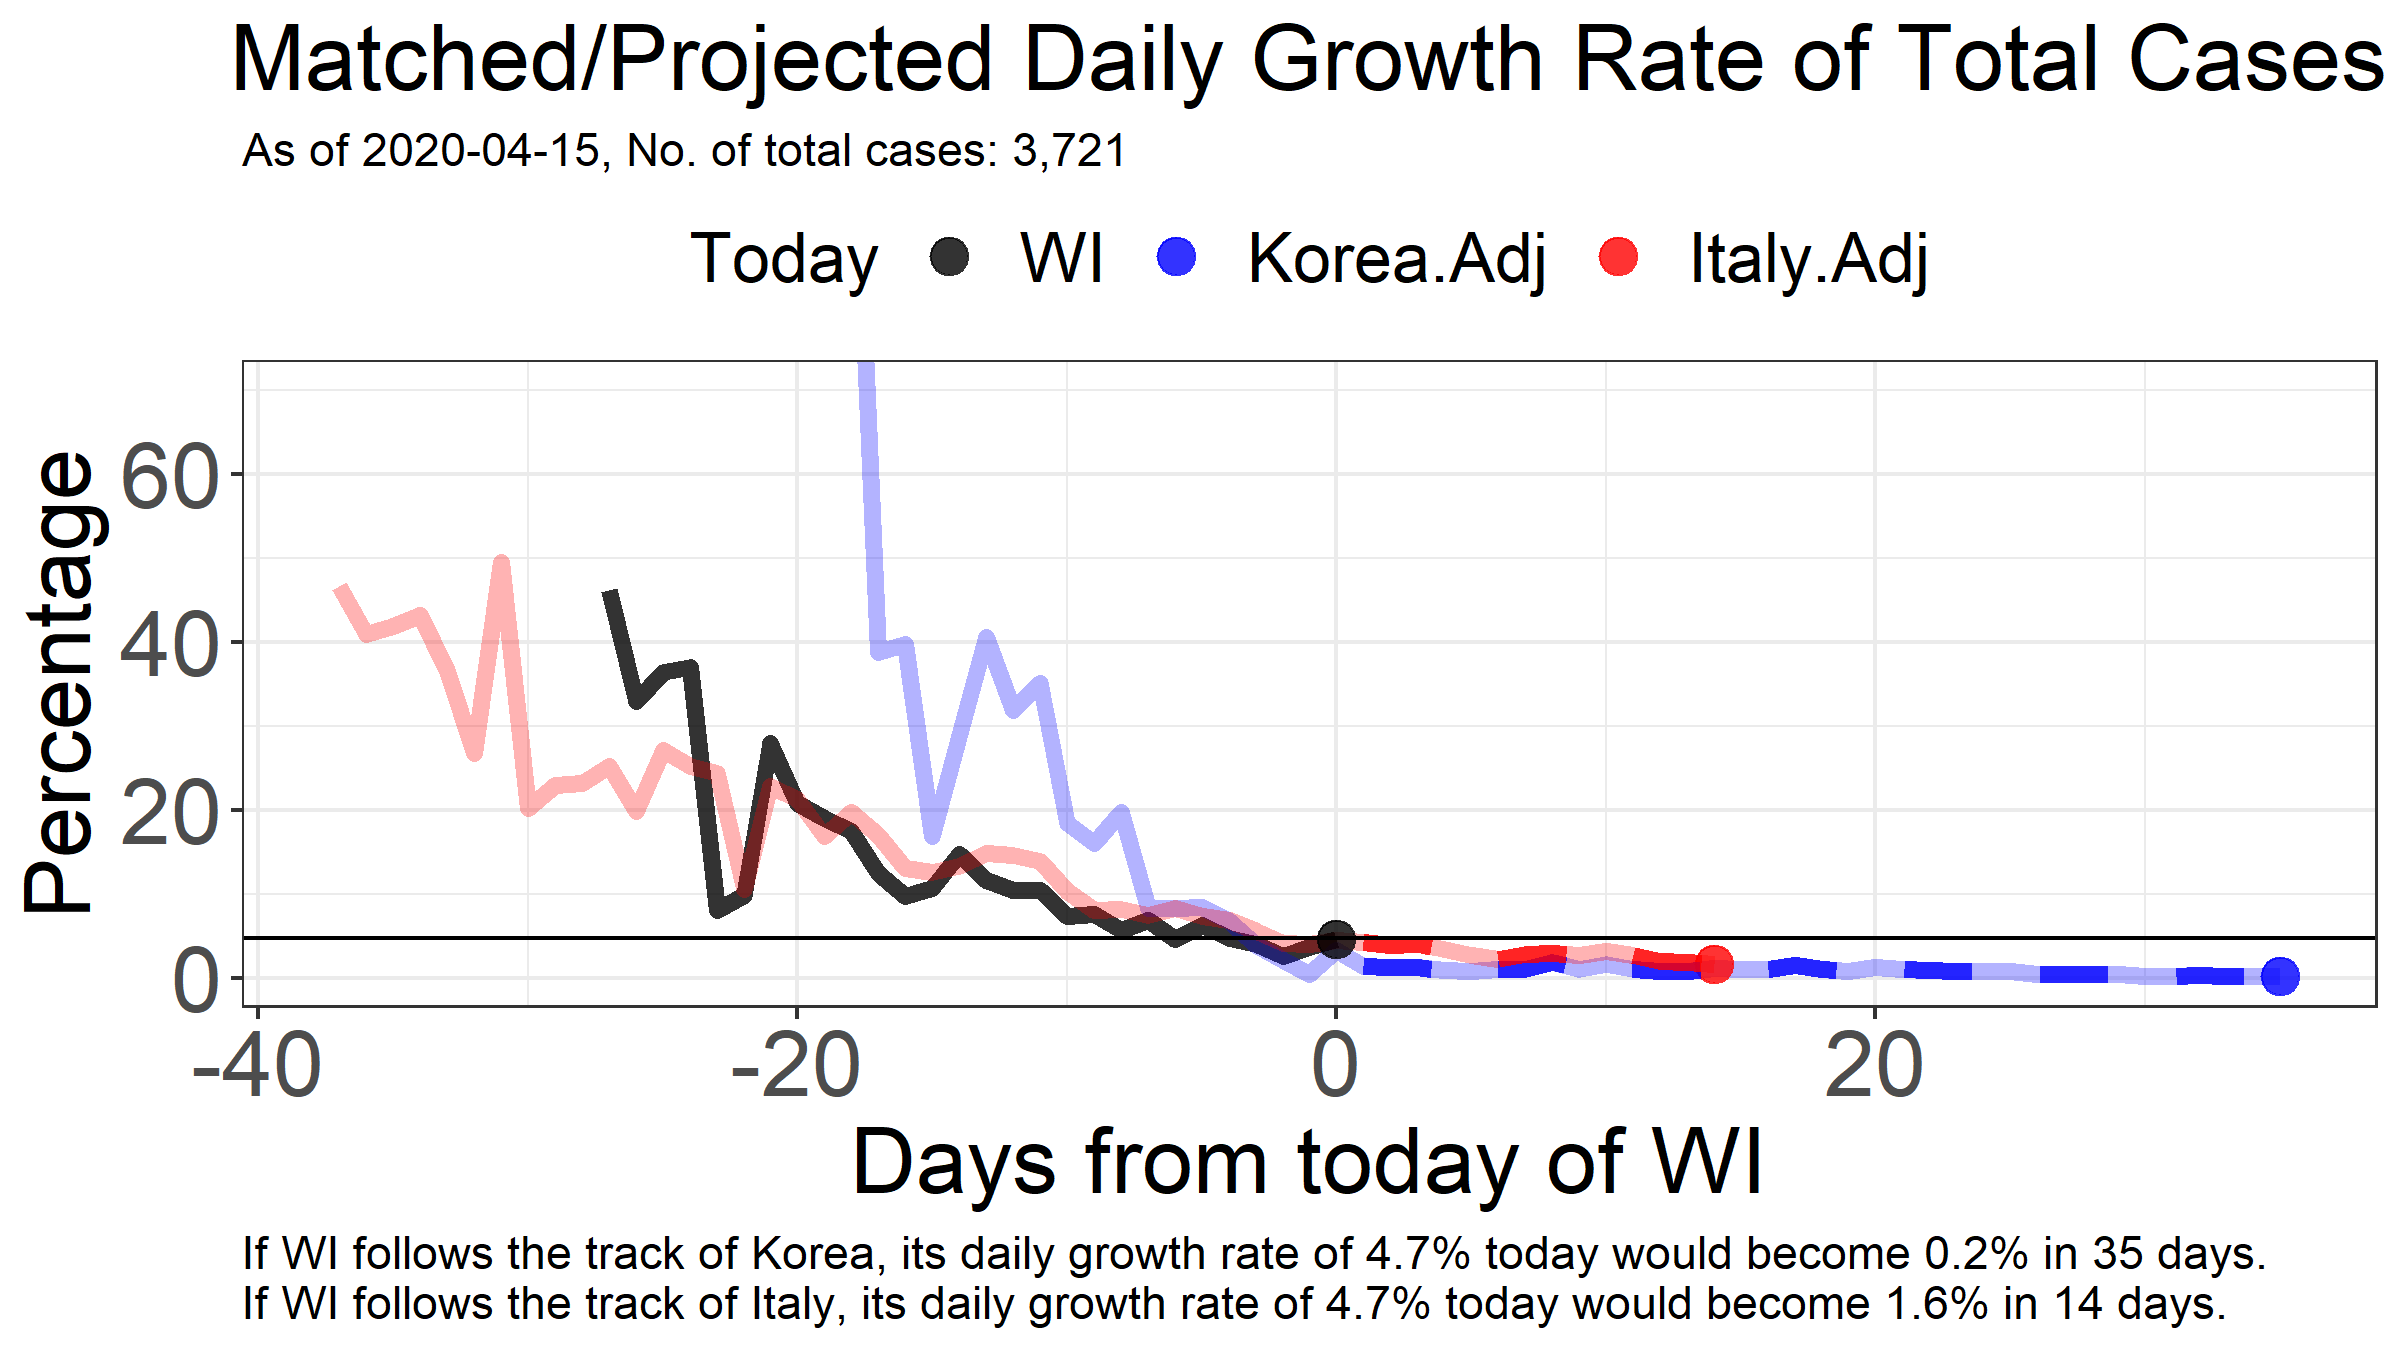 Matched/Projected Daily Growth Rate of Total Cases
As of 2020-04-15, No. of total cases: 3,721
Today WI Korea.Adj Italy.Adj
Percentage
60
40
20
0
-40 -20 0 20
Days from today of WI
If WI follows the track of Korea, its daily growth rate of 4.7% today would become 0.2% in 35 days.
If WI follows the track of Italy, its daily growth rate of 4.7% today would become 1.6% in 14 days.